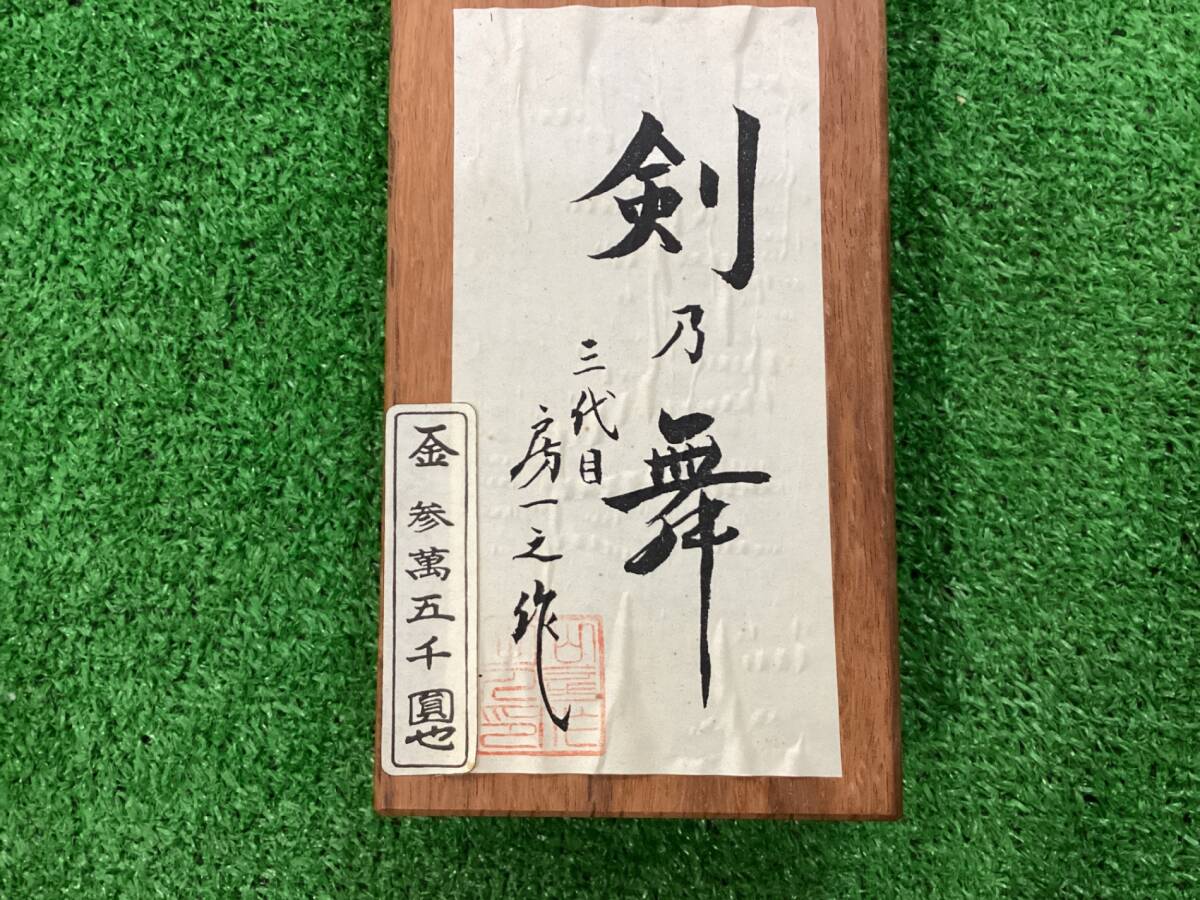 剣乃舞
三代目
房一之作
金 参萬五千圓也